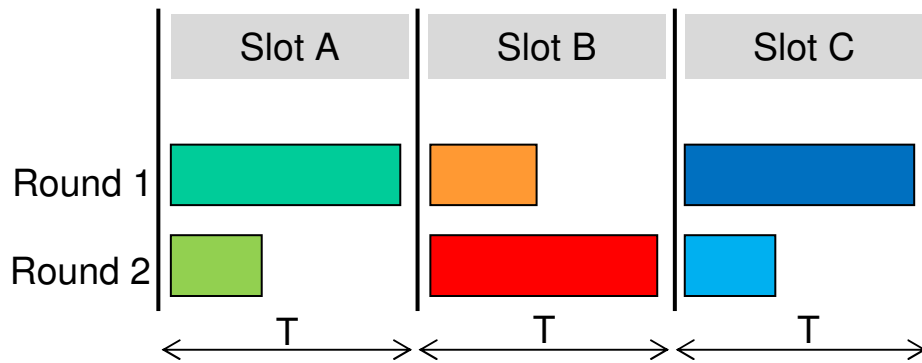 Slot A
Slot B
Slot C
Round 1
Round 2
T
T
T